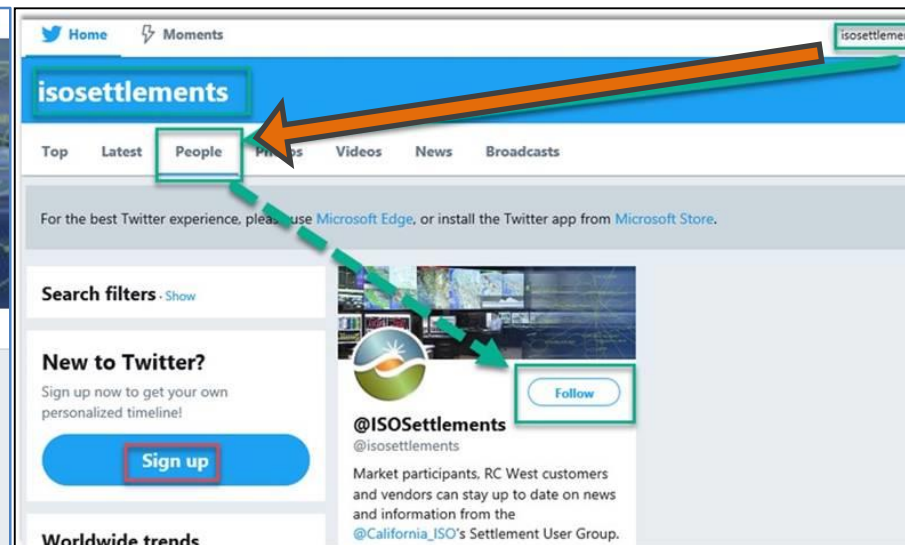 Home Moments
isosettlements
Top Latest People Videos News Broadcasts
For the best Twitter experience, please use Microsoft Edge, or install the Twitter app from Microsoft Store.
Search filters · Show
New to Twitter?
Sign up now to get your own
personalized timeline!
Sign up
Worldwide trends
Follow
@ISOSettlements
@isosettlements
Market participants, RC West customers
and vendors can stay up to date on news
and information from the
@California_ISO's Settlement User Group.